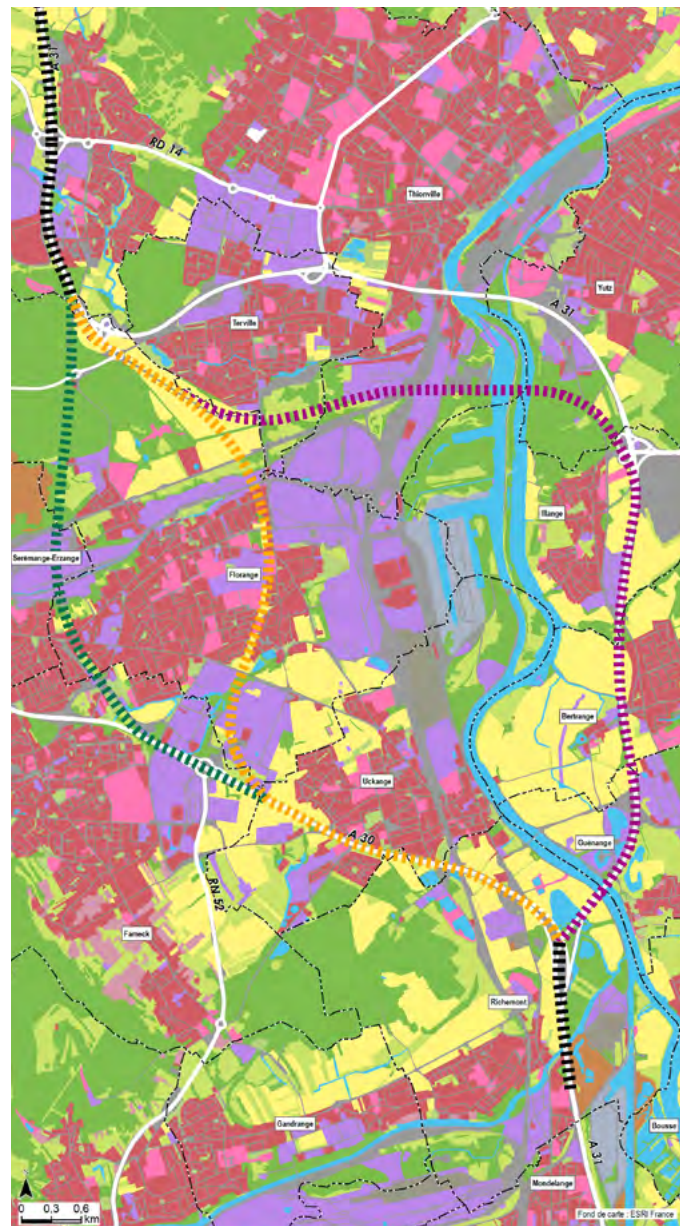 A 31
RD 14
Thionville
Yutz
A 31
Terville
Illange
Serémange-Erzange
Florange
Bertrange
Uckange
Guénange
A 30
RN 52
Fameck
Richemont
Gandrange
Bousse
A 31
Mondelange
N
0 0,3 0,6
km
Fond de carte : ESRI France